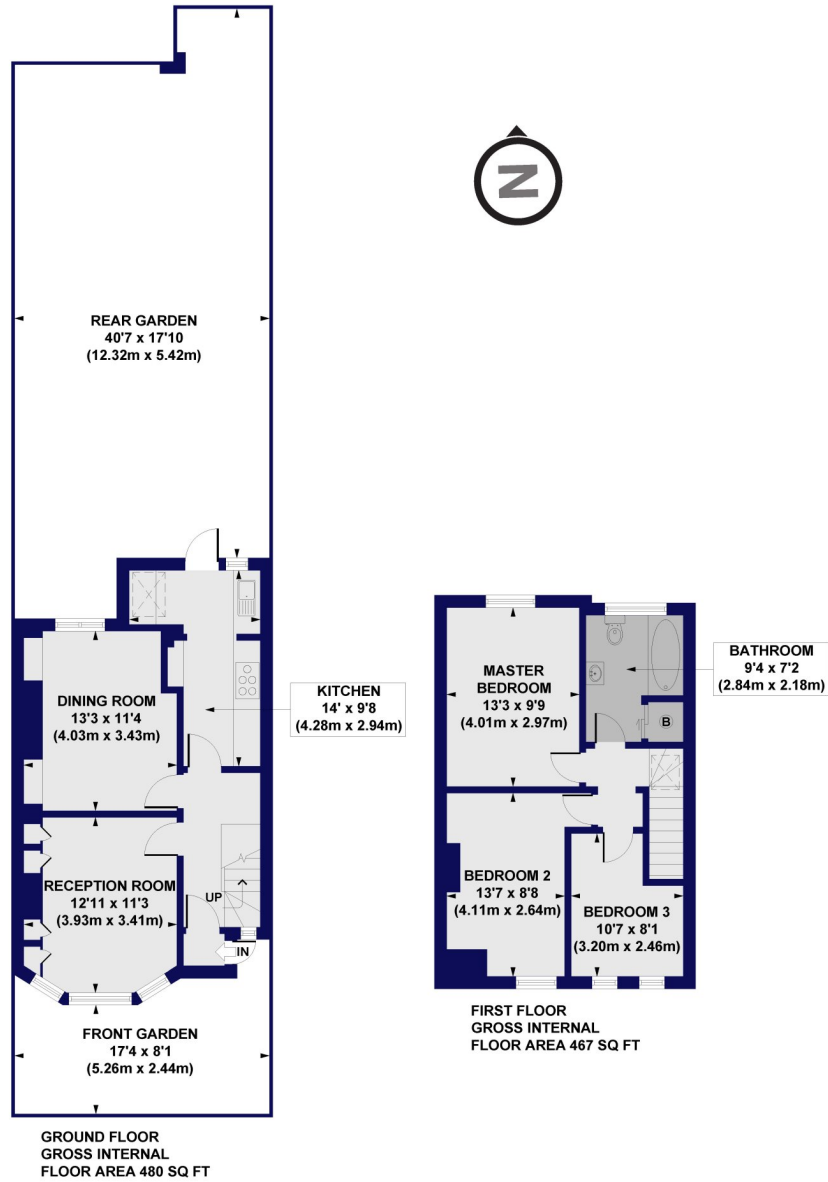 N
REAR GARDEN
40'7 x 17'10
(12.32m x 5.42m)
KITCHEN
14' x 9'8
(4.28m x 2.94m)
DINING ROOM
13'3 x 11'4
(4.03m x 3.43m)
RECEPTION ROOM
12'11 x 11'3
(3.93m x 3.41m)
UP
IN
FRONT GARDEN
17'4 x 8'1
(5.26m x 2.44m)
GROUND FLOOR
GROSS INTERNAL
FLOOR AREA 480 SQ FT
MASTER
BEDROOM
13'3 x 9'9
(4.01m x 2.97m)
BATHROOM
9'4 x 7'2
(2.84m x 2.18m)
B
BEDROOM 2
13'7 x 8'8
(4.11m x 2.64m)
BEDROOM 3
10'7 x 8'1
(3.20m x 2.46m)
FIRST FLOOR
GROSS INTERNAL
FLOOR AREA 467 SQ FT